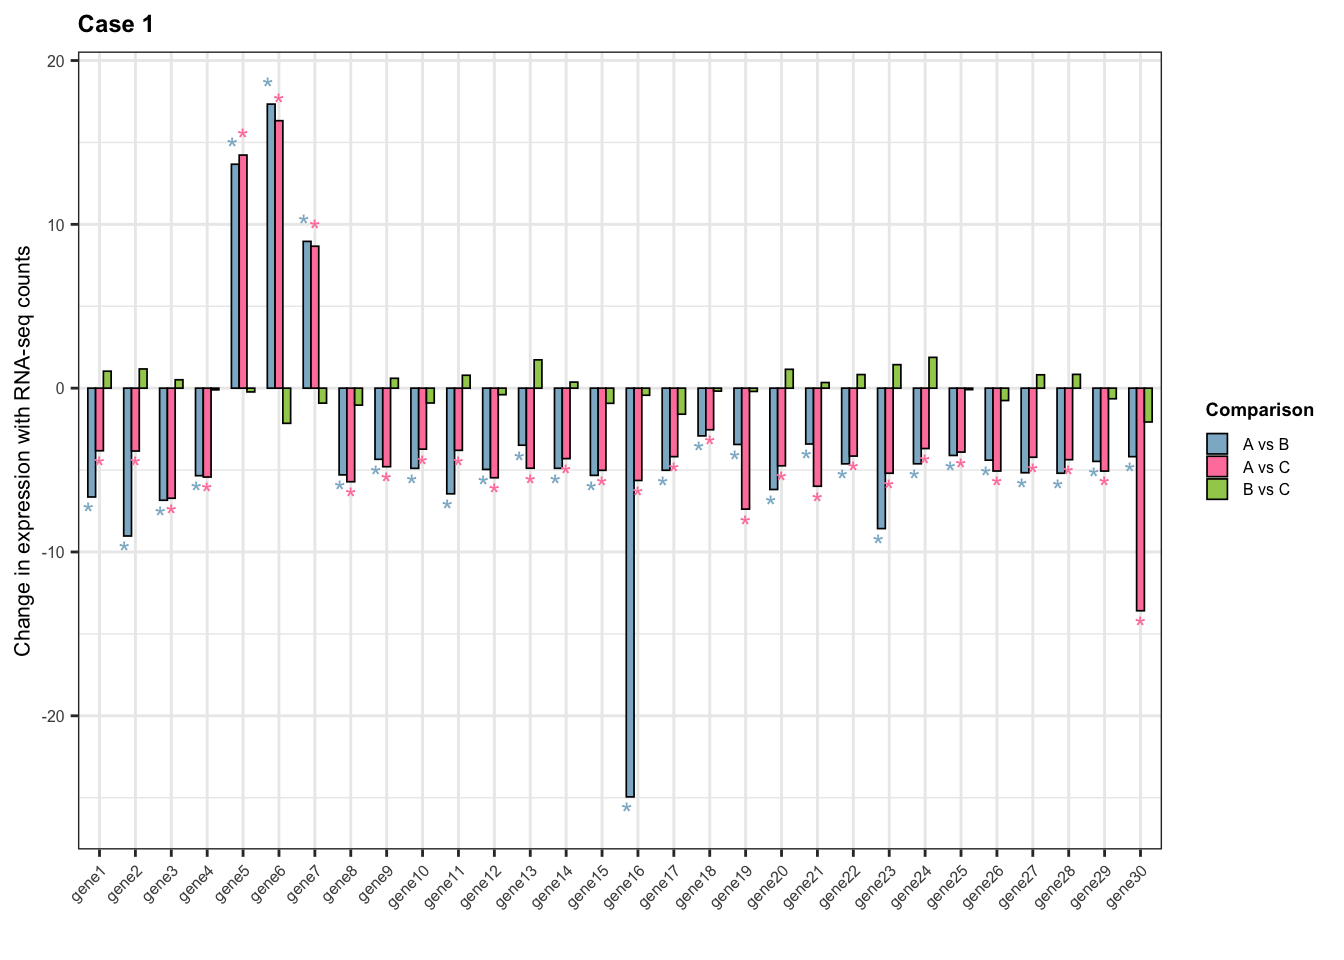 Case 1
Change in expression with RNA-seq counts
20
10
0
-10
-20
gene1
gene2
gene3
gene4
gene5
gene6
gene7
gene8
gene9
gene10
gene11
gene12
gene13
gene14
gene15
gene16
gene17
gene18
gene19
gene20
gene21
gene22
gene23
gene24
gene25
gene26
gene27
gene28
gene29
gene30
Comparison
A vs B
A vs C
B vs C